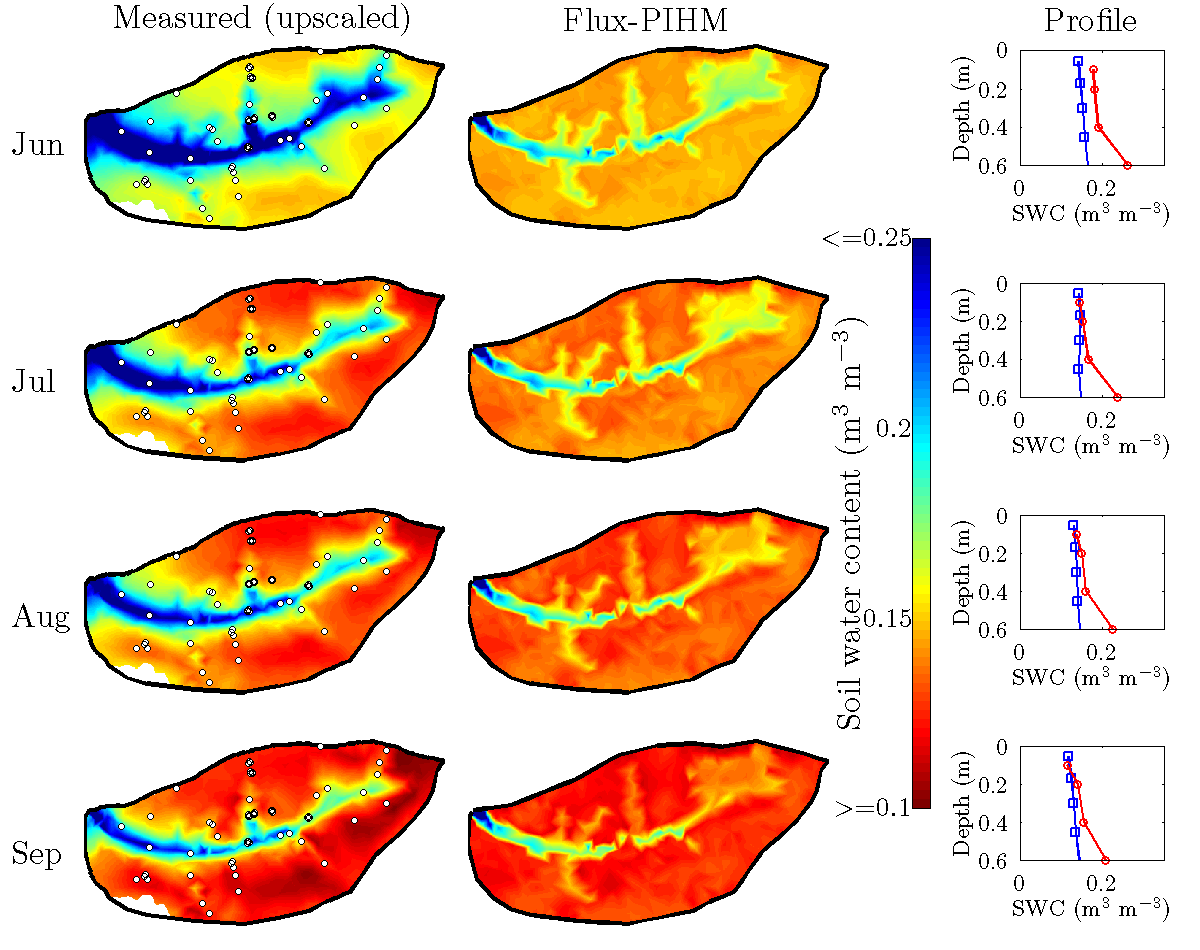 Measured (upscaled) Flux-PIHM Profile
Jun
0
0.2
0.4
0.6
Depth (m)
0 0.2
SWC (m³ m⁻³)
Jul
0
0.2
0.4
0.6
Depth (m)
0 0.2
SWC (m³ m⁻³)
Aug
0
0.2
0.4
0.6
Depth (m)
0 0.2
SWC (m³ m⁻³)
Sep
0
0.2
0.4
0.6
Depth (m)
0 0.2
SWC (m³ m⁻³)
Soil water content (m³ m⁻³)
<=0.25
0.2
0.15
>=0.1